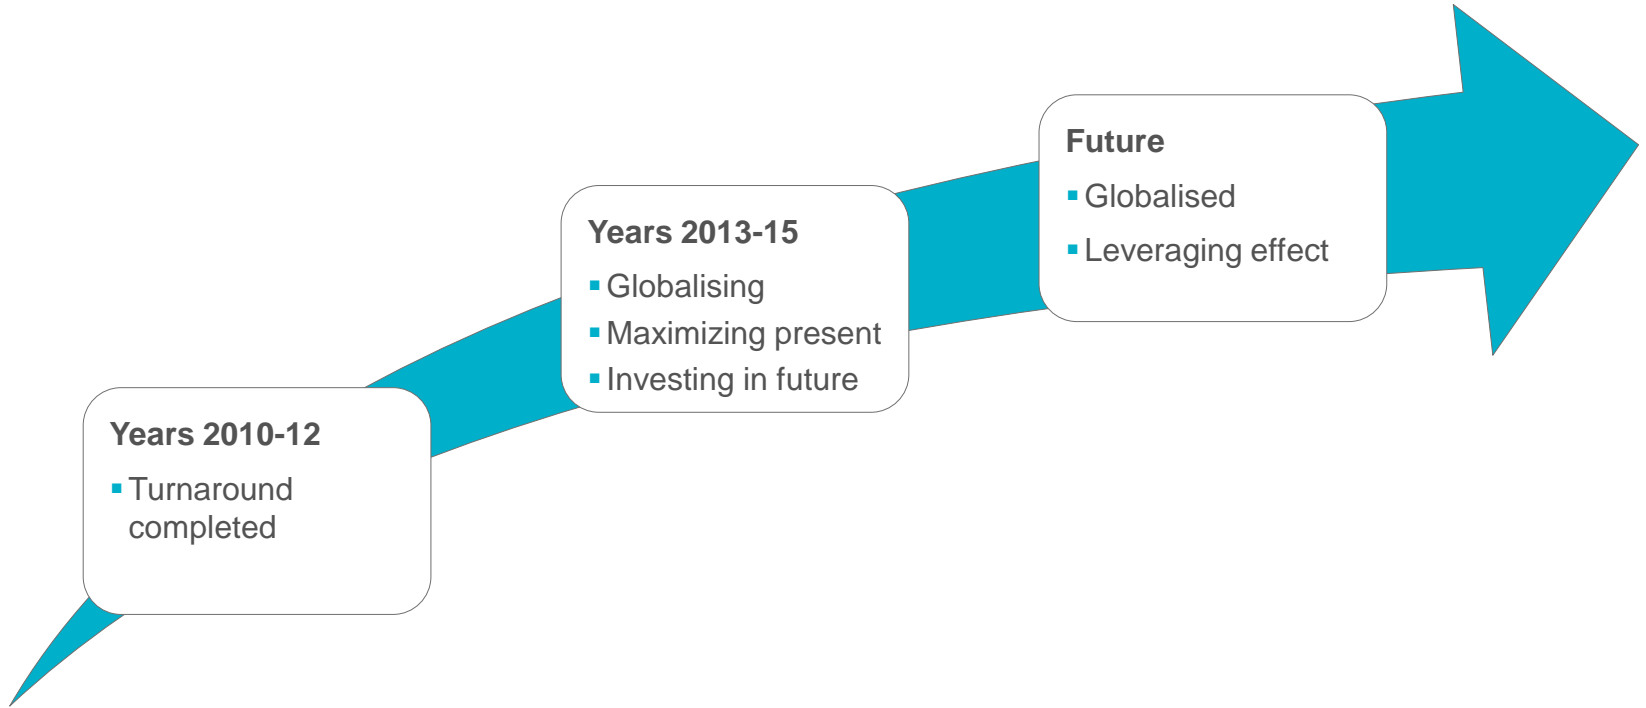 Years 2010-12
▪ Turnaround
completed
Years 2013-15
▪ Globalising
▪ Maximizing present
▪ Investing in future
Future
▪ Globalised
▪ Leveraging effect